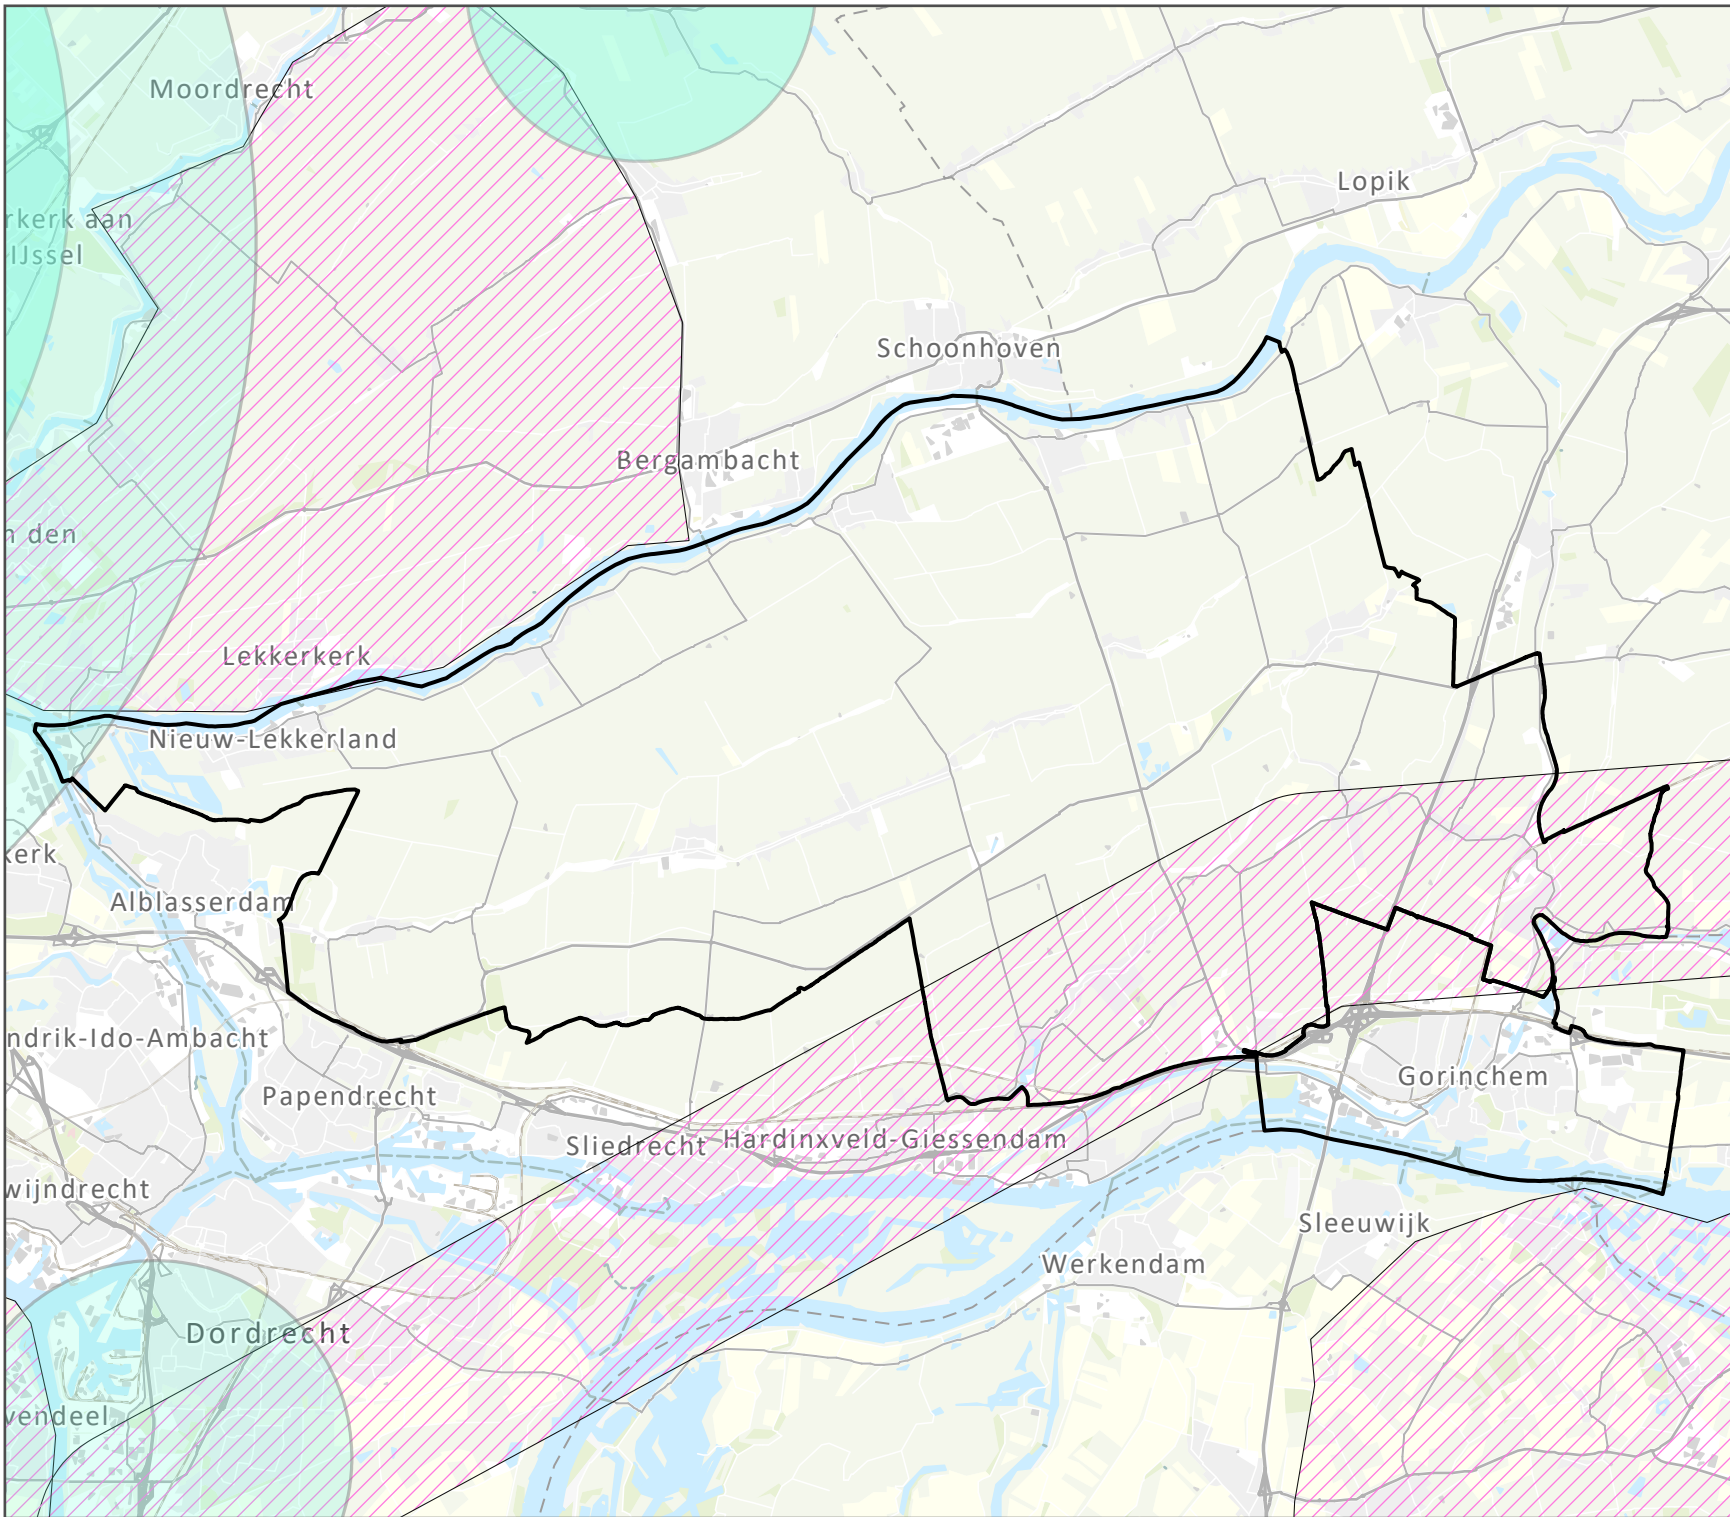 Moordrecht
Lopik
rkerk aan
IJssel
Schoonhoven
Bergambacht
n den
Lekkerkerk
Nieuw-Lekkerland
kerk
Alblasserdam
ndrik-Ido-Ambacht
Papendrecht
Gorinchem
Sliedrecht
Hardinxveld-Giessendam
wijndrecht
Sleeuwijk
Werkendam
Dordrecht
vendeel